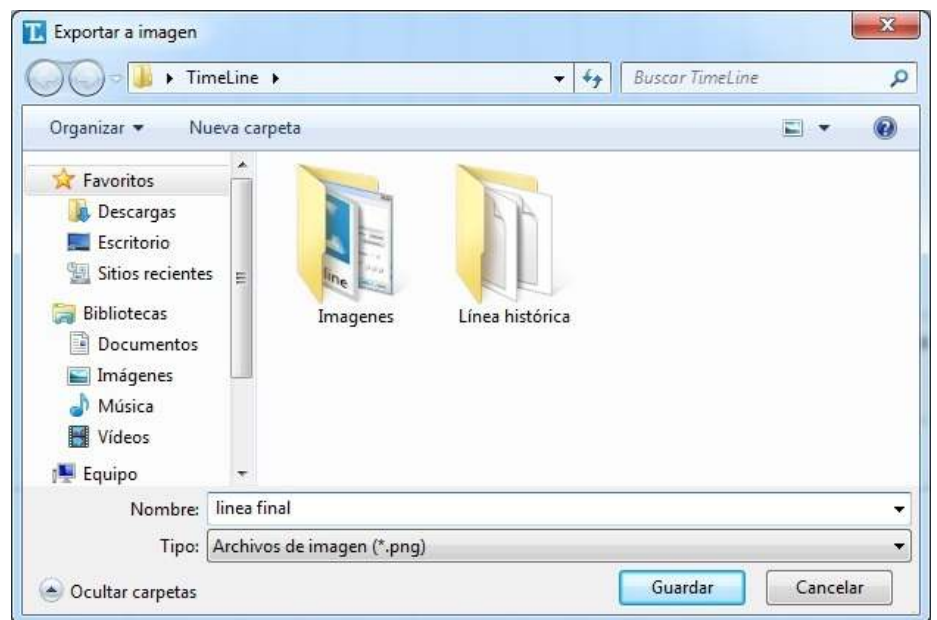 Exportar a imagen
TimeLine
Buscar TimeLine
Organizar
Nueva carpeta
Favoritos
Descargas
Escritorio
Sitios recientes
Bibliotecas
Documentos
Imágenes
Música
Vídeos
Equipo
line
Imagenes
Línea histórica
Nombre: linea final
Tipo: Archivos de imagen (*.png)
Ocultar carpetas
Guardar
Cancelar